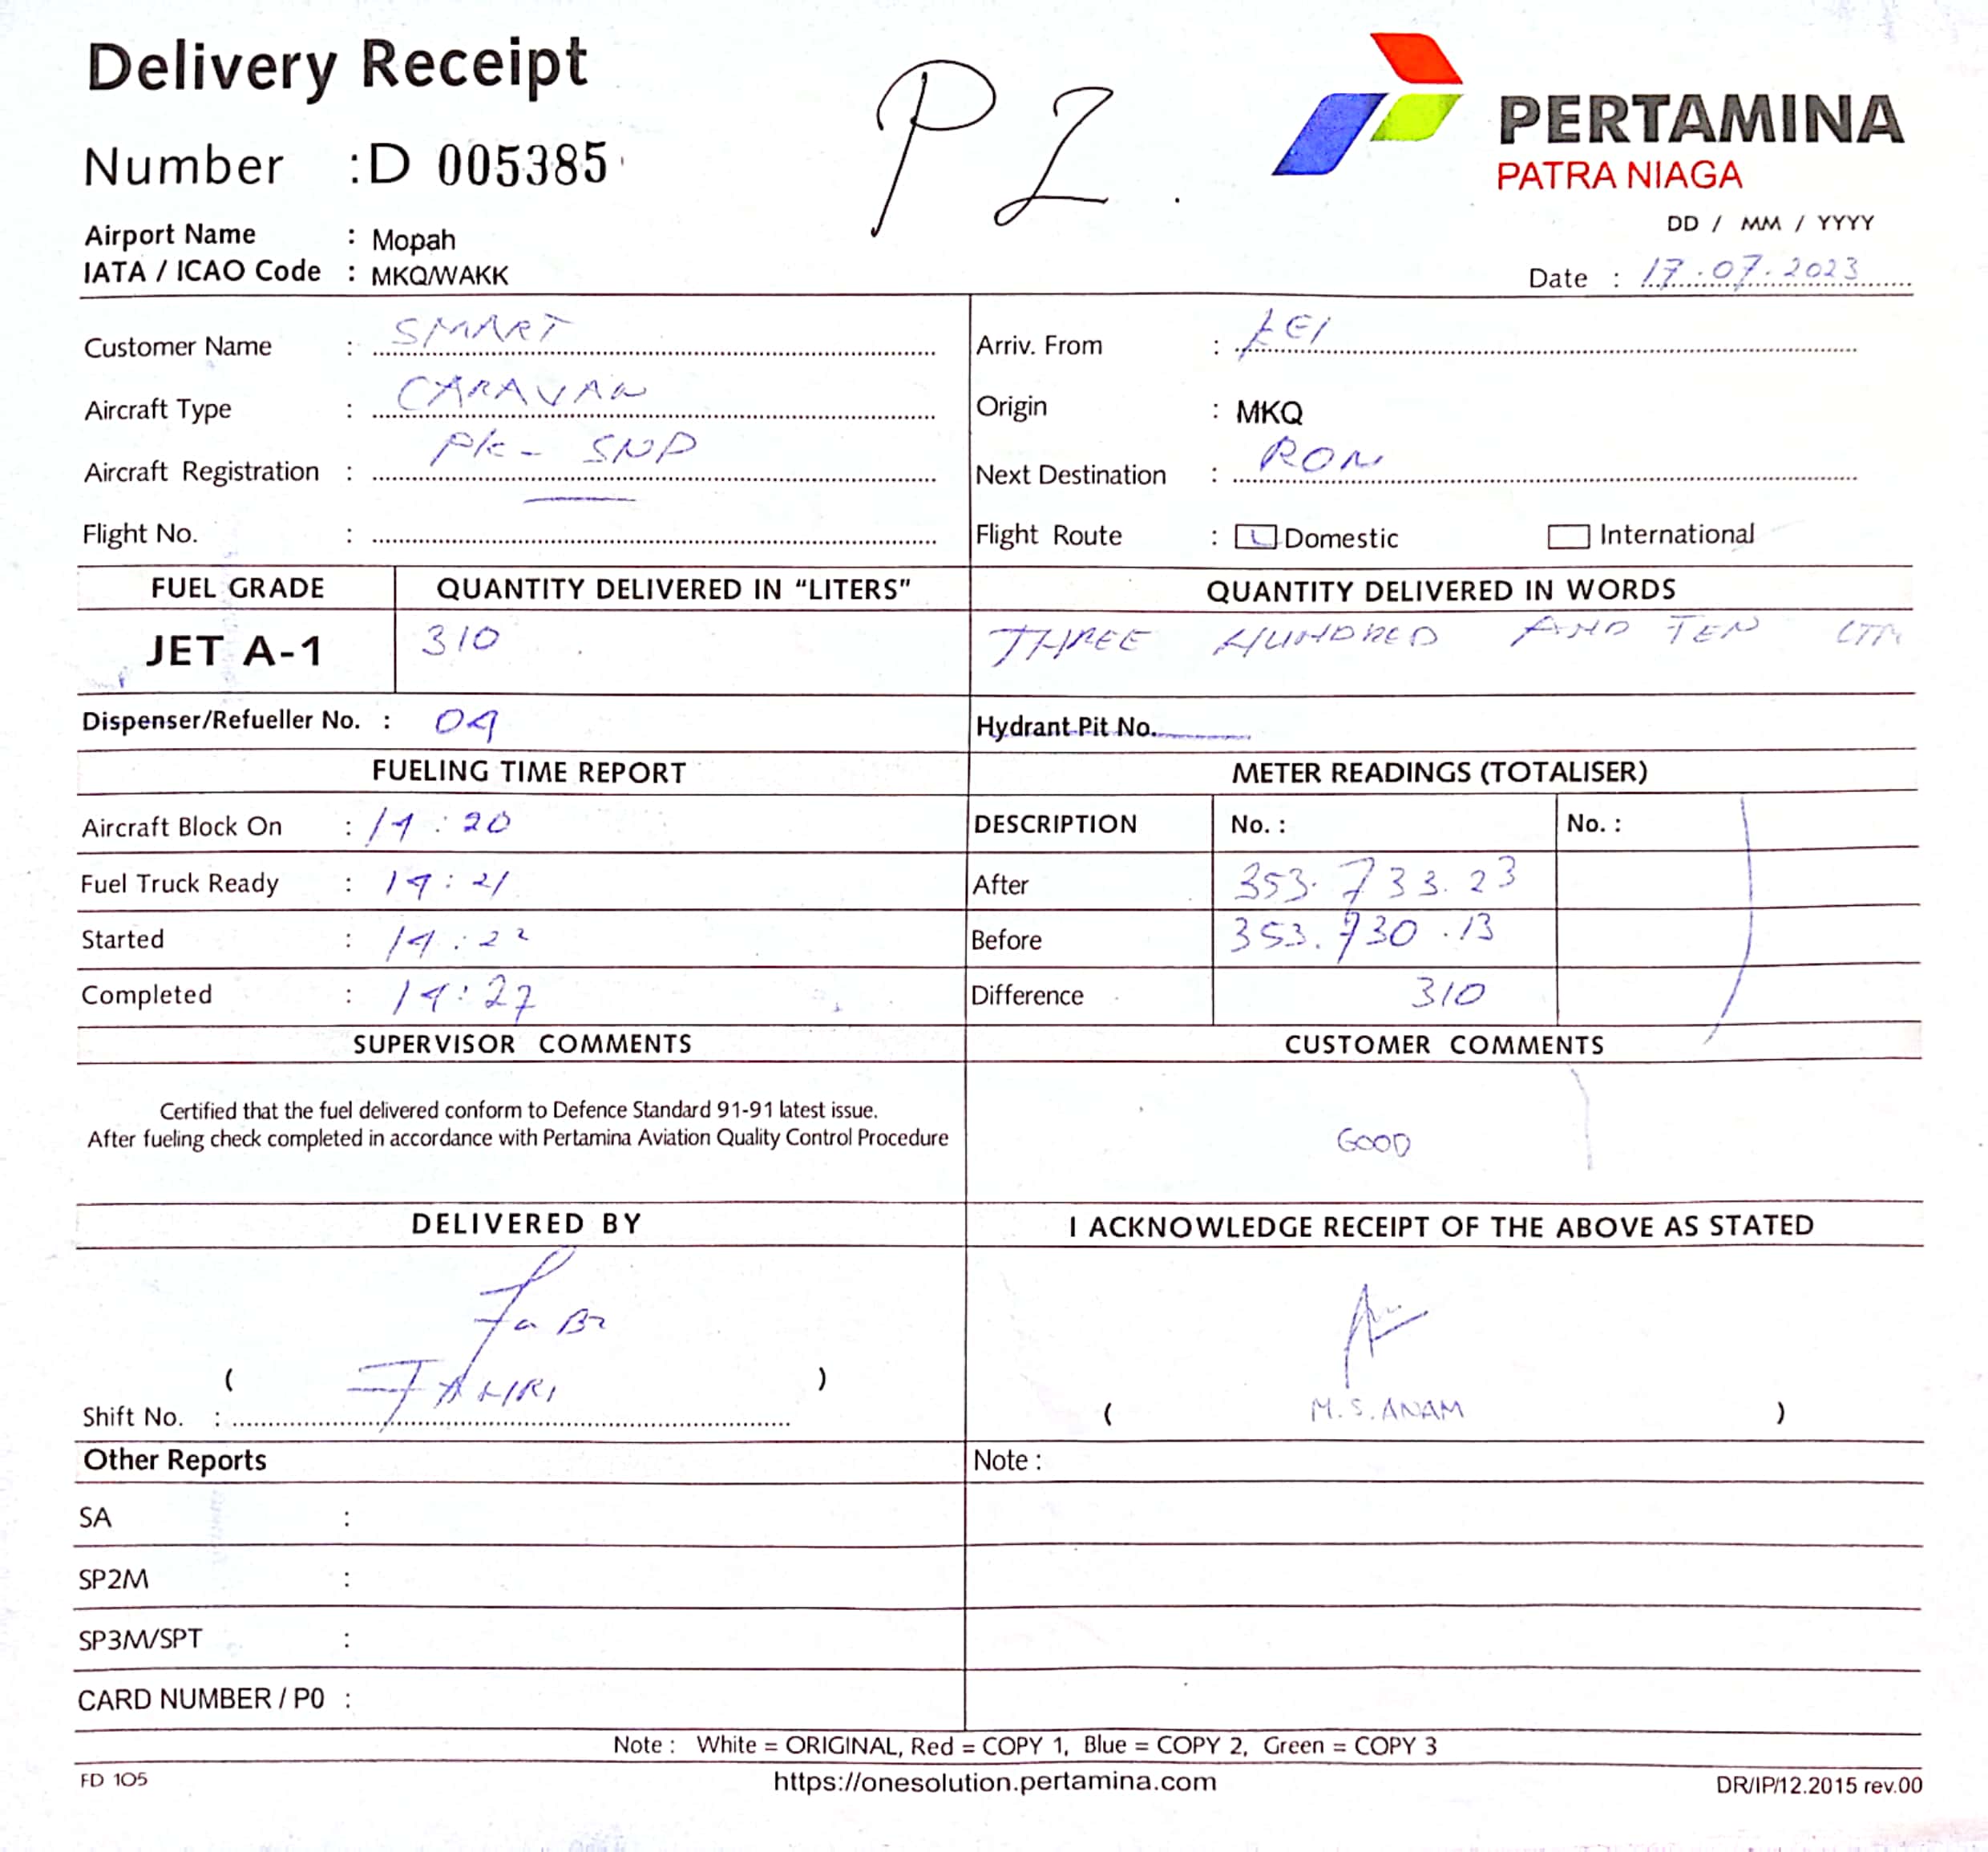 Delivery Receipt
P2.
PERTAMINA
PATRA NIAGA
Number :D 005385
DD / MM / YYYY
Airport Name : Mopah
IATA / ICAO Code : MKQ/WAKK
Date : 17.07.2023
Customer Name : SMART
Arriv. From :
Aircraft Type : CARAVAN
Origin : MKQ
Aircraft Registration : PK- SNP
Next Destination : RON
Flight No. :
Flight Route : Domestic International
FUEL GRADE QUANTITY DELIVERED IN "LITERS" QUANTITY DELIVERED IN WORDS
JET A-1 310 THREE HUNDRED AND TEN LTR
Dispenser/Refueller No. : 04
Hydrant Pit No.
FUELING TIME REPORT METER READINGS (TOTALISER)
Aircraft Block On : 14:20
DESCRIPTION No. : No. :
Fuel Truck Ready : 14:21
After 353.733.23
Started : 14:22
Before 353.730.13
Completed : 14:27
Difference 310
SUPERVISOR COMMENTS CUSTOMER COMMENTS
Certified that the fuel delivered conform to Defence Standard 91-91 latest issue.
After fueling check completed in accordance with Pertamina Aviation Quality Control Procedure
GOOD
DELIVERED BY I ACKNOWLEDGE RECEIPT OF THE ABOVE AS STATED
( )
Shift No. :
( M.S.ANAM )
Other Reports Note :
SA :
SP2M :
SP3M/SPT :
CARD NUMBER / P0 :
Note : White = ORIGINAL, Red = COPY 1, Blue = COPY 2, Green = COPY 3
FD 105 https://onesolution.pertamina.com DR/IP/12.2015 rev.00